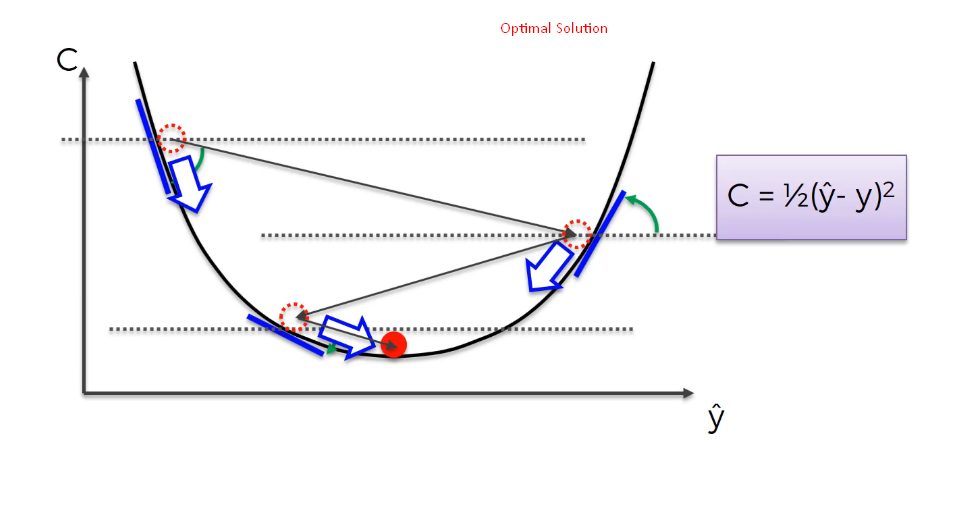 Optimal Solution
C
C = ½(ŷ- y)²
ŷ